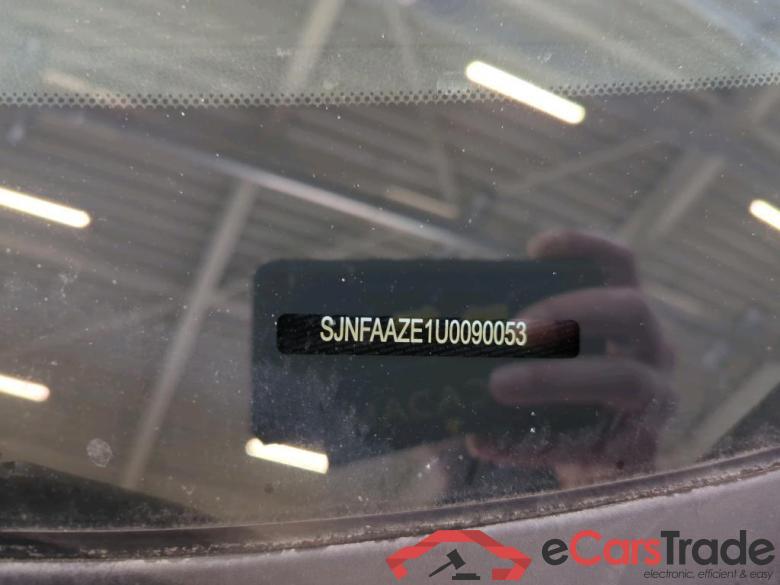 SJNFAAZE1U0090053
eCarsTrade
electronic, efficient & easy